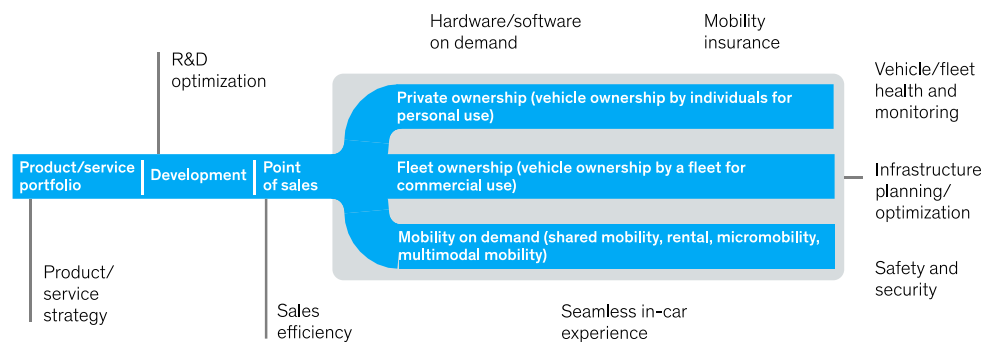 Hardware/software
on demand
Mobility
insurance
R&D
optimization
Vehicle/fleet
health and
monitoring
Private ownership (vehicle ownership by individuals for
personal use)
Product/service
portfolio
Development
Point
of sales
Fleet ownership (vehicle ownership by a fleet for
commercial use)
Infrastructure
planning/
optimization
Mobility on demand (shared mobility, rental, micromobility,
multimodal mobility)
Product/
service
strategy
Sales
efficiency
Seamless in-car
experience
Safety and
security